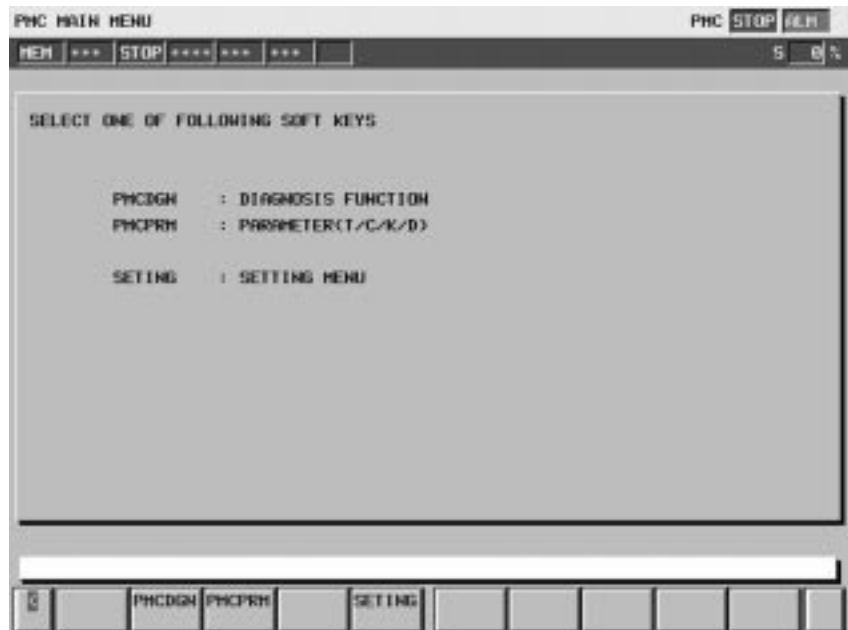 PMC MAIN MENU PMC STOP ALM
MEM *** STOP **** *** *** S 0 %
SELECT ONE OF FOLLOWING SOFT KEYS
PMCDGN : DIAGNOSIS FUNCTION
PMCPRM : PARAMETER(T/C/K/D)
SETING : SETTING MENU
PMCDGN PMCPRM SETING